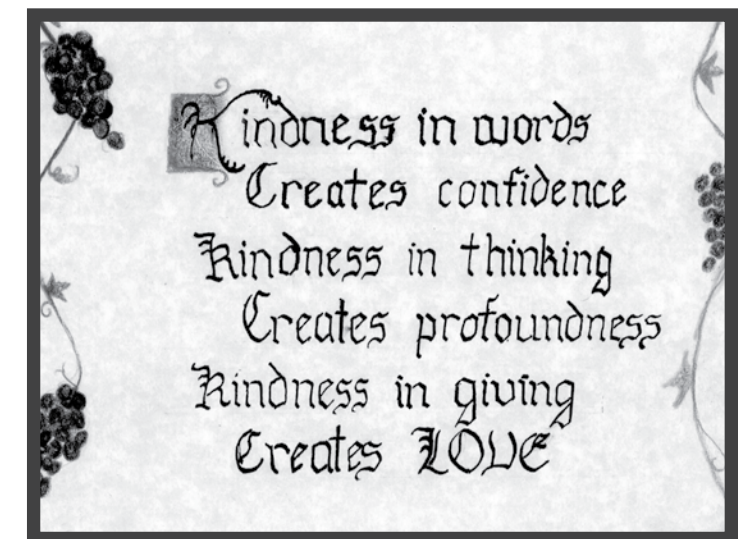 Kindness in words
Creates confidence
Kindness in thinking
Creates profoundness
Kindness in giving
Creates LOVE